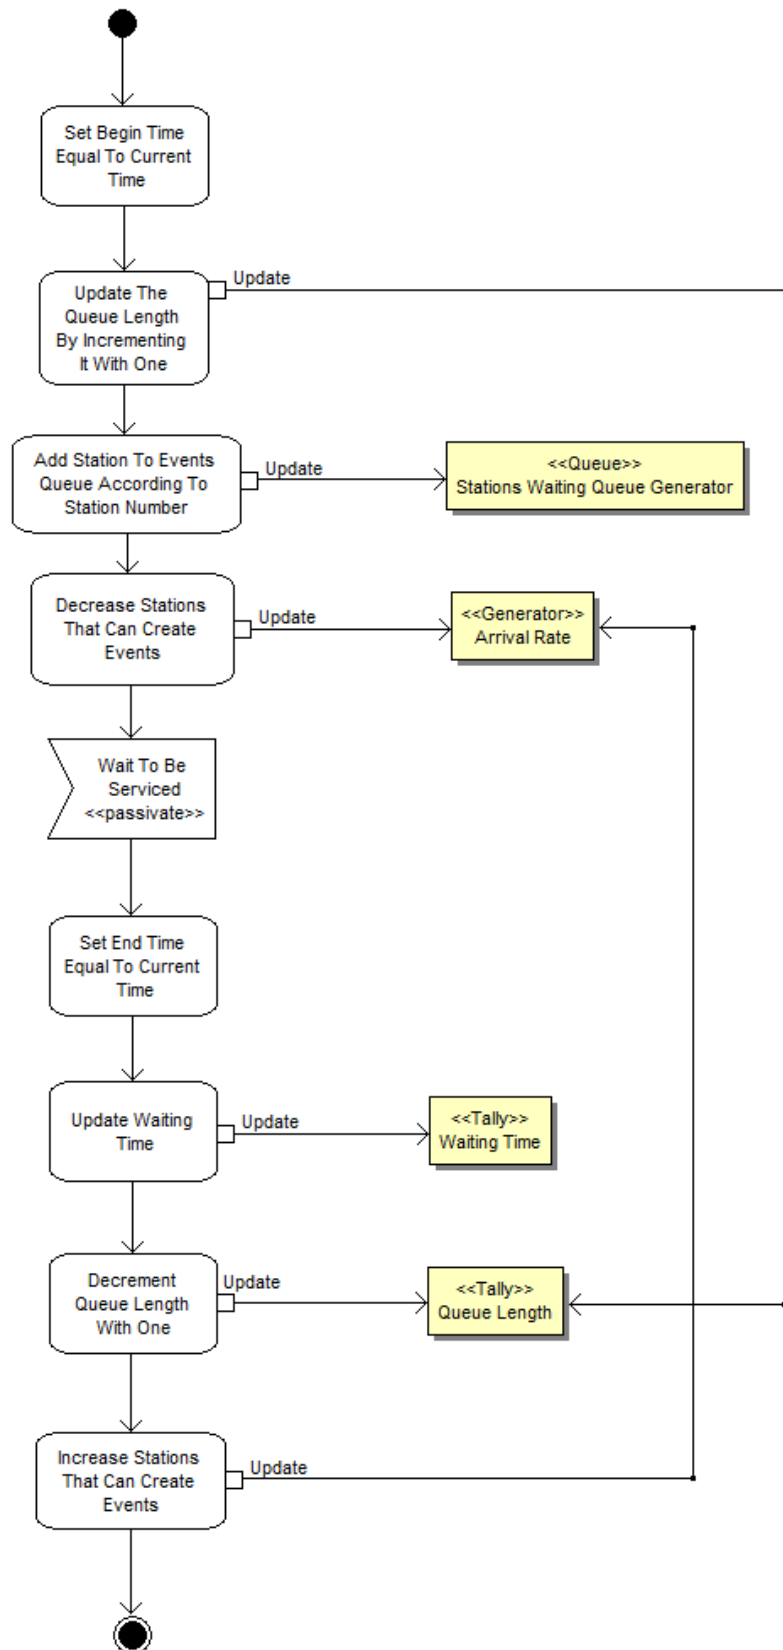 Set Begin Time
Equal To Current
Time
Update The
Queue Length
By Incrementing
It With One
Update
Add Station To Events
Queue According To
Station Number
Update
<<Queue>>
Stations Waiting Queue Generator
Decrease Stations
That Can Create
Events
Update
<<Generator>>
Arrival Rate
Wait To Be
Serviced
<<passivate>>
Set End Time
Equal To Current
Time
Update Waiting
Time
Update
<<Tally>>
Waiting Time
Decrement
Queue Length
With One
Update
<<Tally>>
Queue Length
Increase Stations
That Can Create
Events
Update